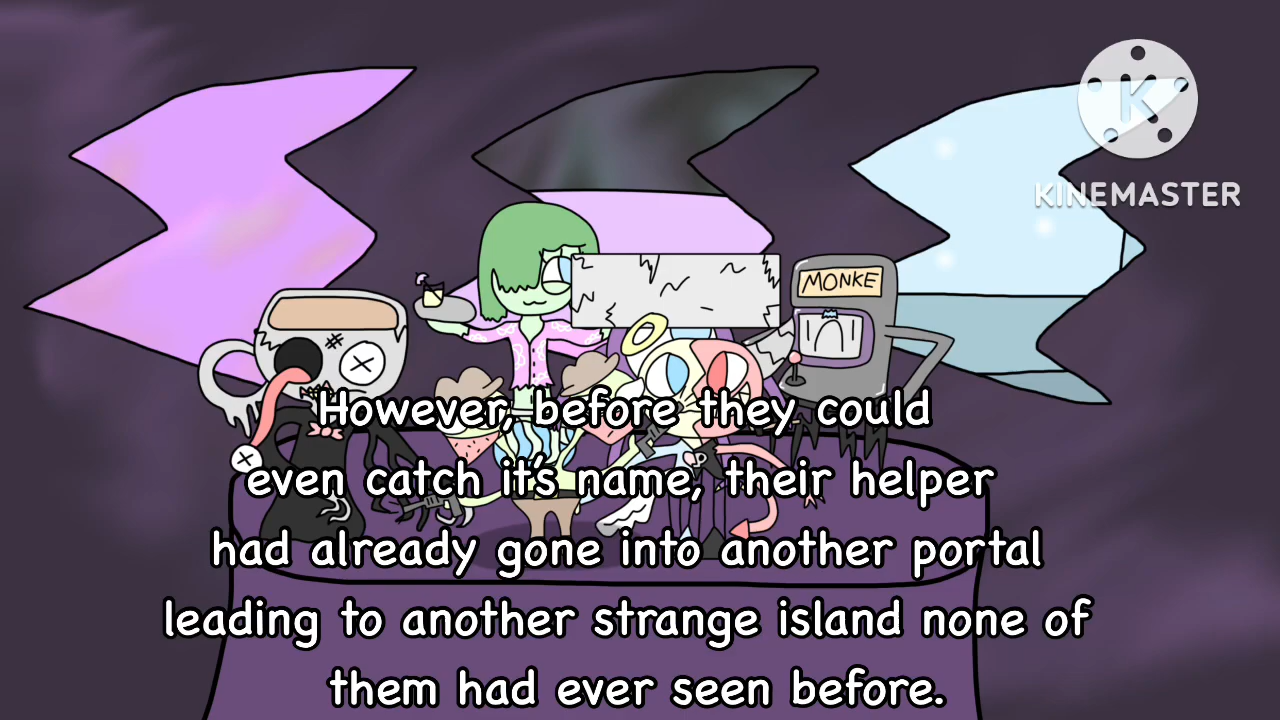 KINEMASTER
MONKE
However, before they could
even catch it's name, their helper
had already gone into another portal
leading to another strange island none of
them had ever seen before.